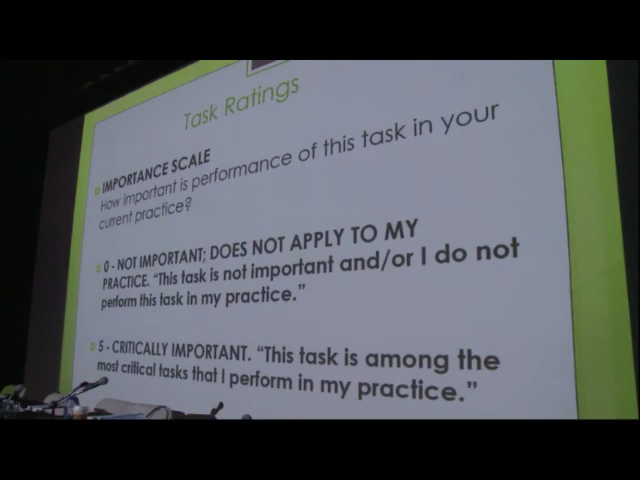 Task Ratings
IMPORTANCE SCALE
How important is performance of this task in your
current practice?
0 - NOT IMPORTANT; DOES NOT APPLY TO MY
PRACTICE. “This task is not important and/or I do not
perform this task in my practice.”
5 - CRITICALLY IMPORTANT. “This task is among the
most critical tasks that I perform in my practice.”